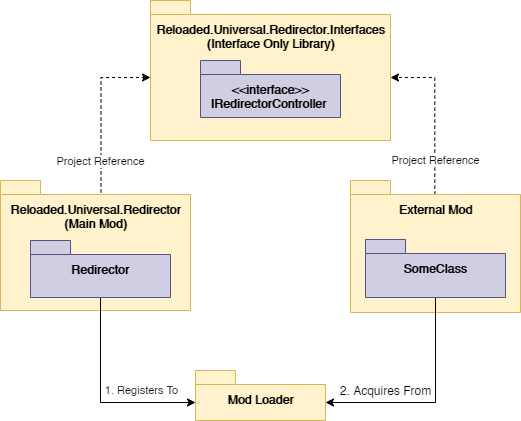 Reloaded.Universal.Redirector.Interfaces
(Interface Only Library)
<<interface>>
IRedirectorController
Project Reference
Project Reference
Reloaded.Universal.Redirector
(Main Mod)
Redirector
External Mod
SomeClass
1. Registers To
2. Acquires From
Mod Loader